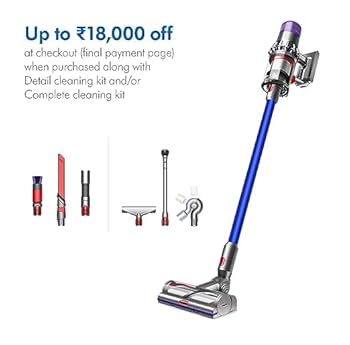 Up to ₹18,000 off
at checkout (final payment page)
when purchased along with
Detail cleaning kit and/or
Complete cleaning kit